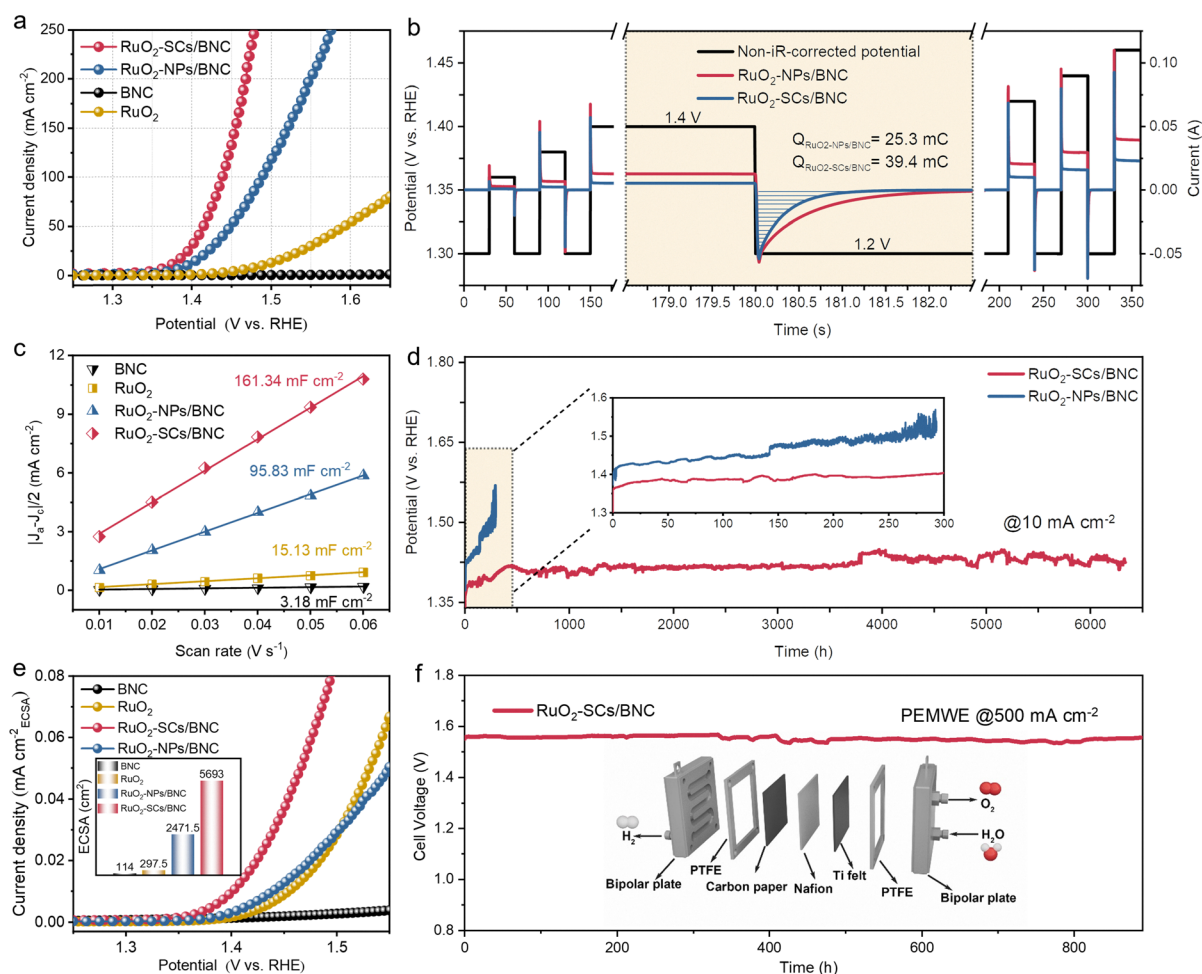 a
RuO2-SCs/BNC
RuO2-NPs/BNC
BNC
RuO2
Current density (mA cm-2)
250
200
150
100
50
0
1.3 1.4 1.5 1.6
Potential (V vs. RHE)
b
Non-iR-corrected potential
RuO2-NPs/BNC
RuO2-SCs/BNC
1.4 V
QRuO2-NPs/BNC= 25.3 mC
QRuO2-SCs/BNC= 39.4 mC
1.2 V
Potential (V vs. RHE)
1.45
1.40
1.35
1.30
Current (A)
0.10
0.05
0.00
-0.05
0 50 100 150 179.0 179.5 180.0 180.5 181.0 181.5 182.0 200 250 300 350
Time (s)
c
BNC
RuO2
RuO2-NPs/BNC
RuO2-SCs/BNC
161.34 mF cm-2
95.83 mF cm-2
15.13 mF cm-2
3.18 mF cm-2
|Ja-Jc|/2 (mA cm-2)
12
9
6
3
0
0.01 0.02 0.03 0.04 0.05 0.06
Scan rate (V s-1)
d
RuO2-SCs/BNC
RuO2-NPs/BNC
Potential (V vs. RHE)
1.80
1.65
1.50
1.35
1.6
1.5
1.4
1.3
0 50 100 150 200 250 300
@10 mA cm-2
0 1000 2000 3000 4000 5000 6000
Time (h)
e
BNC
RuO2
RuO2-SCs/BNC
RuO2-NPs/BNC
Current density (mA cm-2ECSA)
0.08
0.06
0.04
0.02
0.00
BNC
RuO2
RuO2-NPs/BNC
RuO2-SCs/BNC
ECSA (cm2)
114
297.5
2471.5
5693
1.3 1.4 1.5
Potential (V vs. RHE)
f
RuO2-SCs/BNC
PEMWE @500 mA cm-2
Cell Voltage (V)
1.8
1.6
1.4
1.2
1.0
H2
Bipolar plate
PTFE
Carbon paper
Nafion
Ti felt
PTFE
Bipolar plate
O2
H2O
0 200 400 600 800
Time (h)